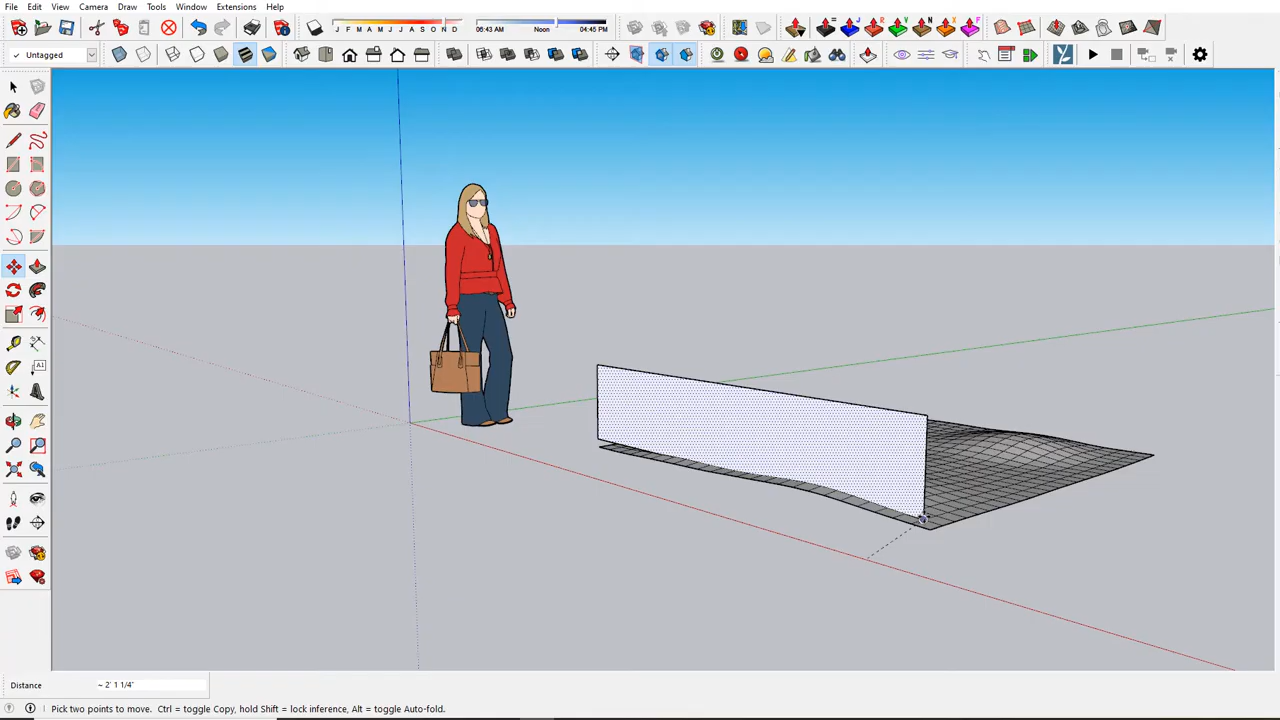 File Edit View Camera Draw Tools Window Extensions Help
J F M A M J J A S O N D 06:43 AM Noon 04:45 PM
= J R V N X F
✓ Untagged
A1
Distance ~ 2' 1 1/4"
Pick two points to move. Ctrl = toggle Copy, hold Shift = lock inference, Alt = toggle Auto-fold.